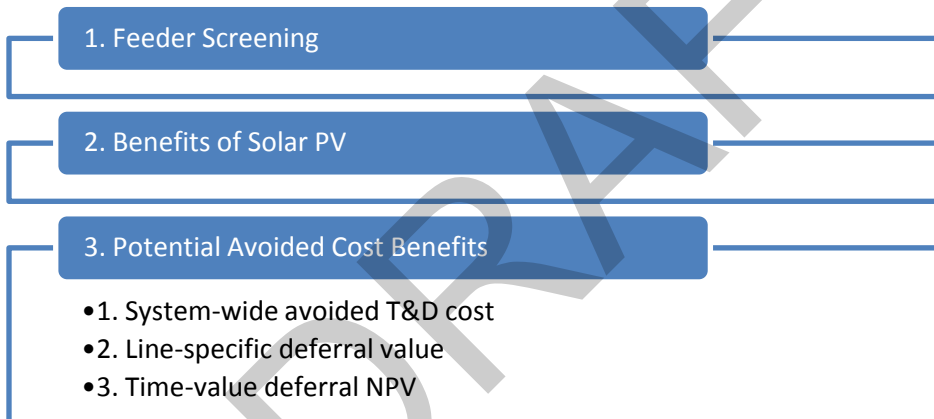 1. Feeder Screening
2. Benefits of Solar PV
3. Potential Avoided Cost Benefits
•1. System-wide avoided T&D cost
•2. Line-specific deferral value
•3. Time-value deferral NPV
DRAF